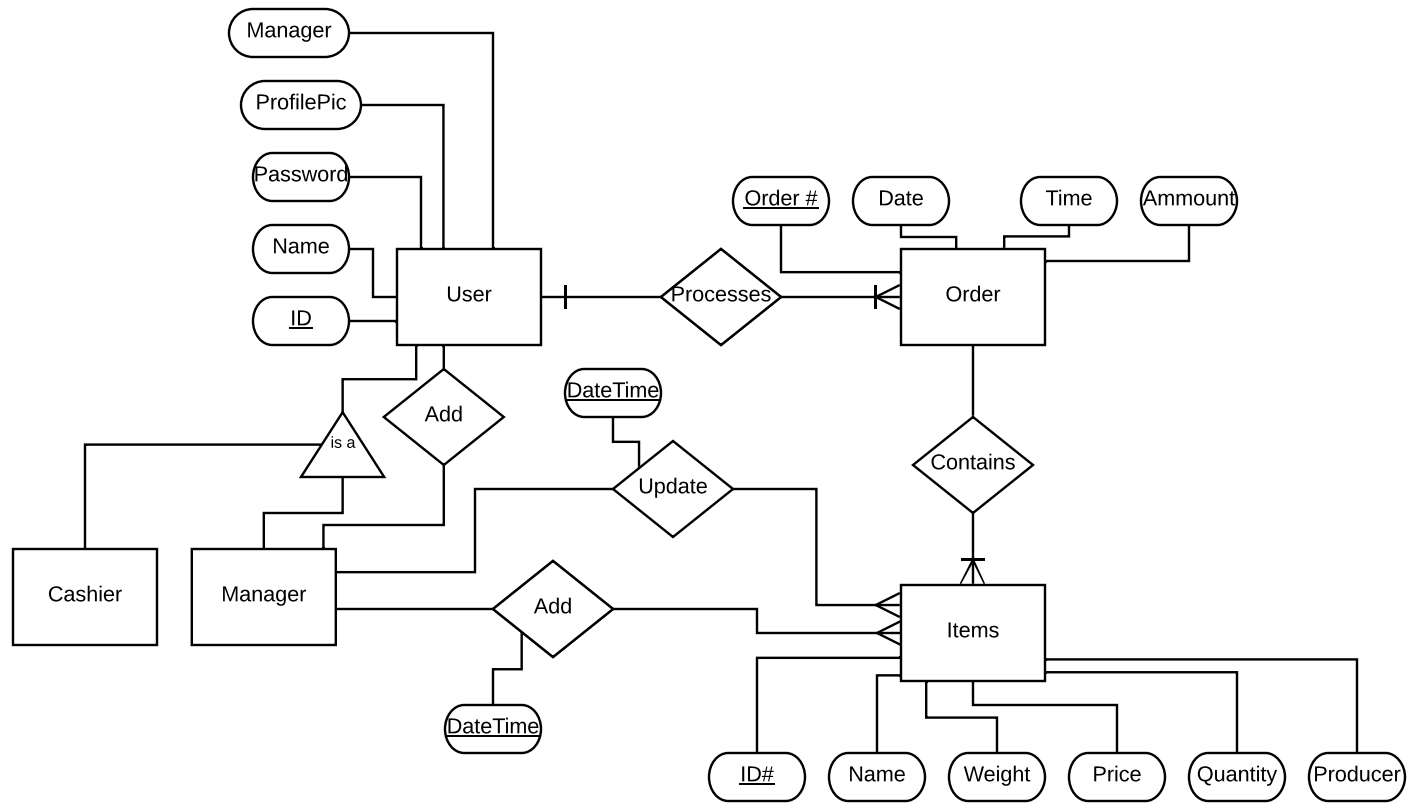 Manager
ProfilePic
Password
Name
ID
User
Processes
Order #
Date
Time
Ammount
Order
is a
Add
DateTime
Update
Contains
Cashier
Manager
Add
DateTime
Items
ID#
Name
Weight
Price
Quantity
Producer